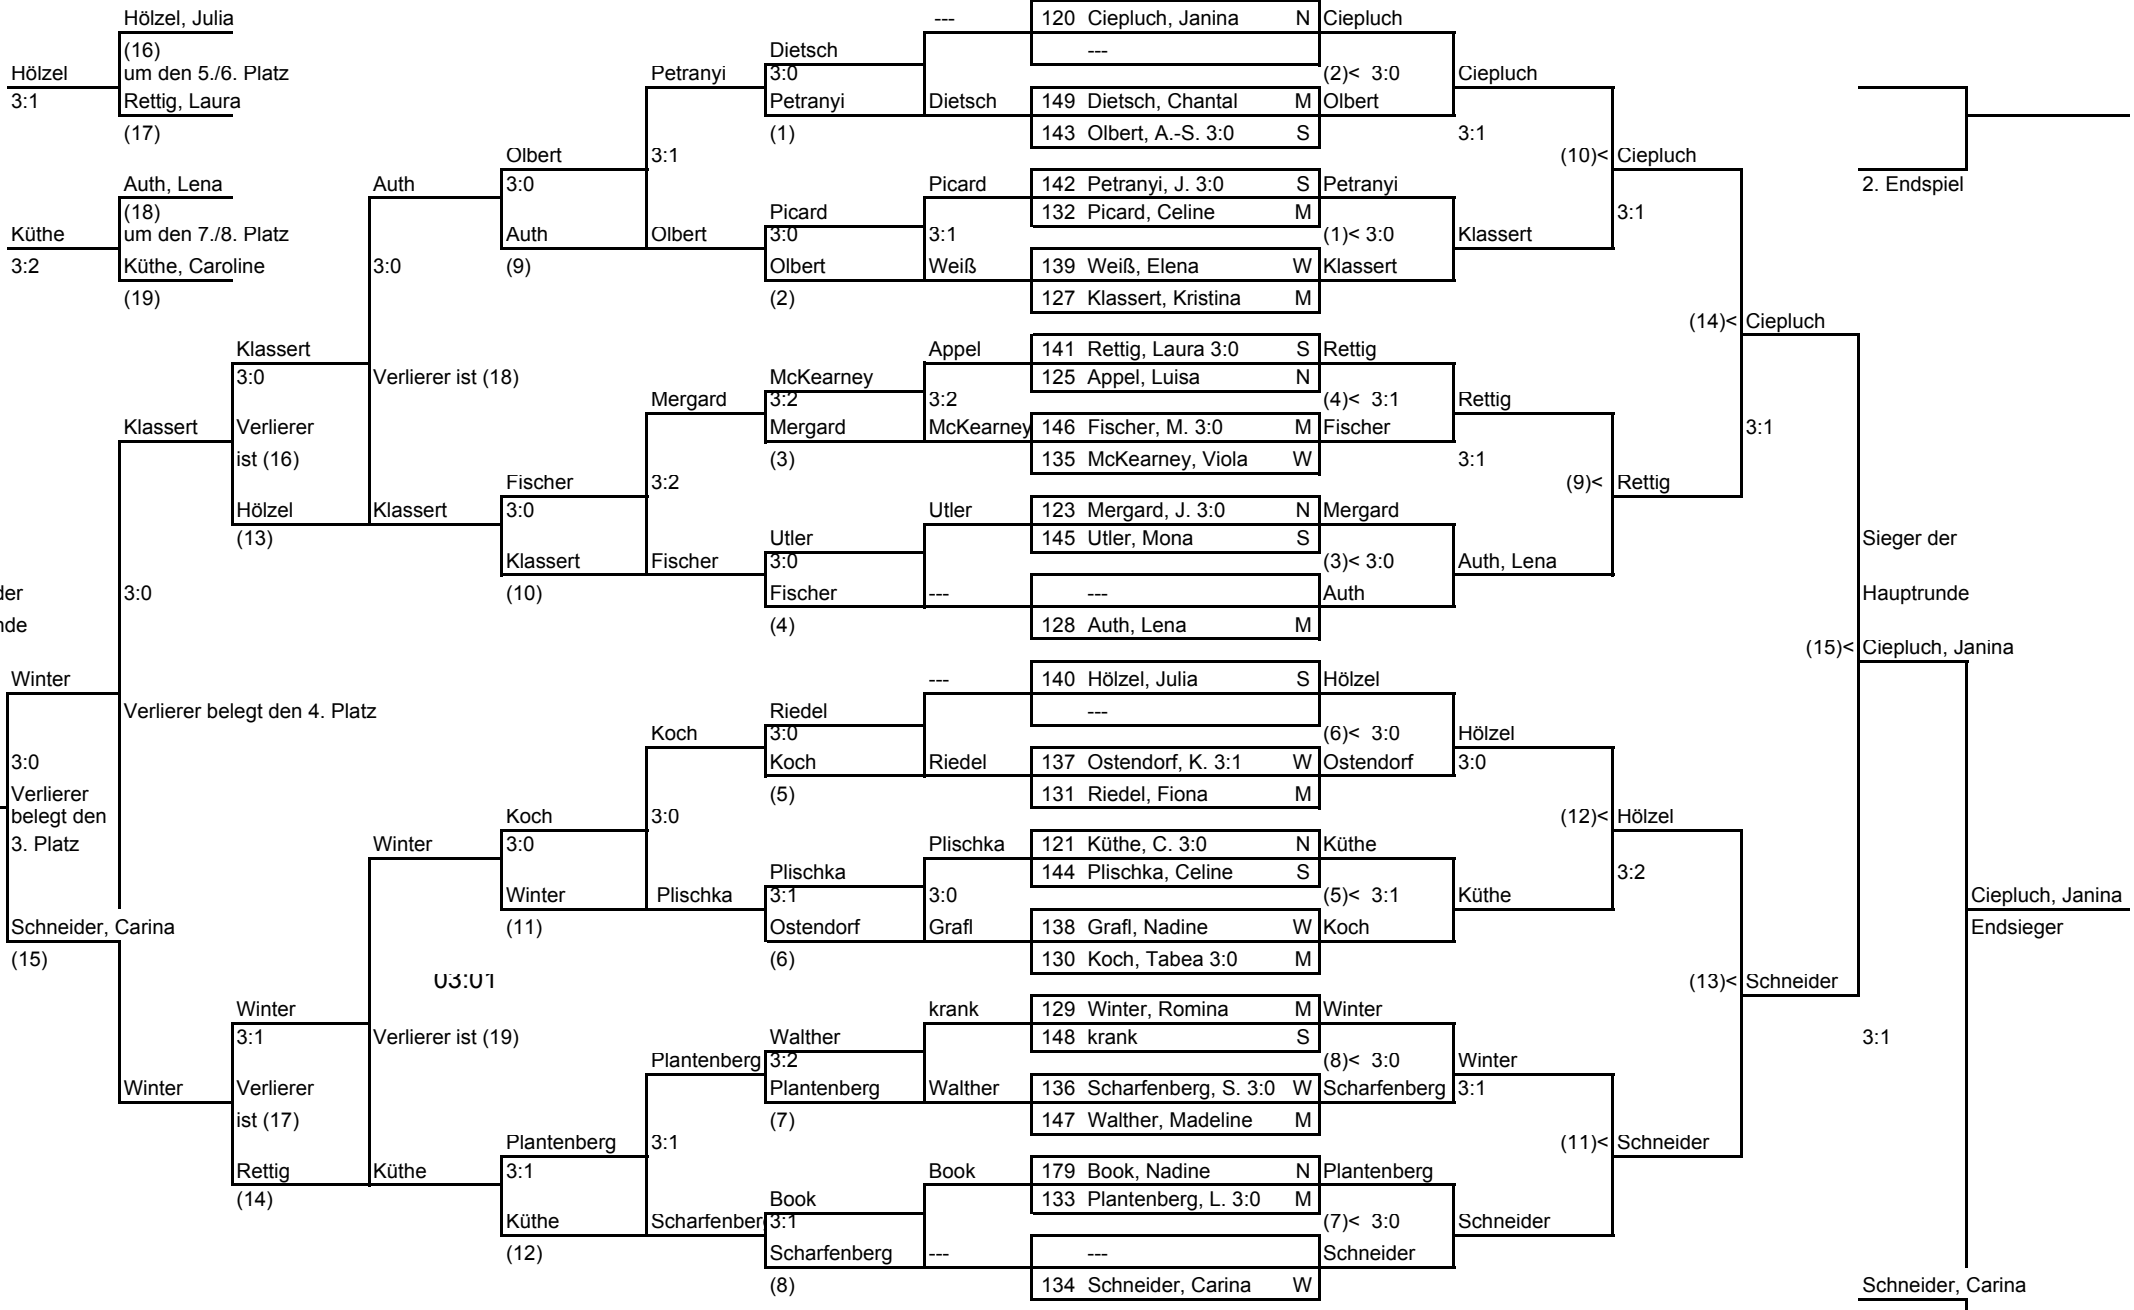 Hölzel, Julia
--- 120 Ciepluch, Janina N Ciepluch
(16) Dietsch ---
Hölzel um den 5./6. Platz Petranyi 3:0 (2)< 3:0 Ciepluch
3:1 Rettig, Laura Petranyi Dietsch 149 Dietsch, Chantal M Olbert
(17) (1) 143 Olbert, A.-S. 3:0 S 3:1
Olbert 3:1 (10)< Ciepluch
Auth, Lena Auth 3:0 Picard 142 Petranyi, J. 3:0 S Petranyi 2. Endspiel
(18) Picard 132 Picard, Celine M 3:1
Küthe um den 7./8. Platz Auth Olbert 3:0 3:1 (1)< 3:0 Klassert
3:2 Küthe, Caroline 3:0 (9) Olbert Weiß 139 Weiß, Elena W Klassert
(19) (2) 127 Klassert, Kristina M
(14)< Ciepluch
Klassert Appel 141 Rettig, Laura 3:0 S Rettig
3:0 Verlierer ist (18) McKearney 125 Appel, Luisa N
Mergard 3:2 3:2 (4)< 3:1 Rettig
Klassert Verlierer Mergard McKearney 146 Fischer, M. 3:0 M Fischer 3:1
ist (16) (3) 135 McKearney, Viola W 3:1
Fischer 3:2 (9)< Rettig
Hölzel Klassert 3:0 Utler 123 Mergard, J. 3:0 N Mergard
(13) Utler 145 Utler, Mona S Sieger der
Klassert Fischer 3:0 (3)< 3:0 Auth, Lena
der 3:0 (10) Fischer --- --- Auth Hauptrunde
nde (4) 128 Auth, Lena M
(15)< Ciepluch, Janina
Winter --- 140 Hölzel, Julia S Hölzel
Verlierer belegt den 4. Platz Riedel ---
Koch 3:0 (6)< 3:0 Hölzel
3:0 Koch Riedel 137 Ostendorf, K. 3:1 W Ostendorf 3:0
Verlierer (5) 131 Riedel, Fiona M
belegt den Koch 3:0 (12)< Hölzel
3. Platz Winter 3:0 Plischka 121 Küthe, C. 3:0 N Küthe
Plischka 144 Plischka, Celine S 3:2
Winter Plischka 3:1 3:0 (5)< 3:1 Küthe Ciepluch, Janina
Schneider, Carina (11) Ostendorf Grafl 138 Grafl, Nadine W Koch Endsieger
(15) (6) 130 Koch, Tabea 3:0 M
03:01 (13)< Schneider
Winter krank 129 Winter, Romina M Winter
3:1 Verlierer ist (19) Walther 148 krank S 3:1
Plantenberg 3:2 (8)< 3:0 Winter
Winter Verlierer Plantenberg Walther 136 Scharfenberg, S. 3:0 W Scharfenberg 3:1
ist (17) (7) 147 Walther, Madeline M
Plantenberg 3:1 (11)< Schneider
Rettig Küthe 3:1 Book 179 Book, Nadine N Plantenberg
(14) Book 133 Plantenberg, L. 3:0 M
Küthe Scharfenber 3:1 (7)< 3:0 Schneider
(12) Scharfenberg --- --- Schneider
(8) 134 Schneider, Carina W Schneider, Carina